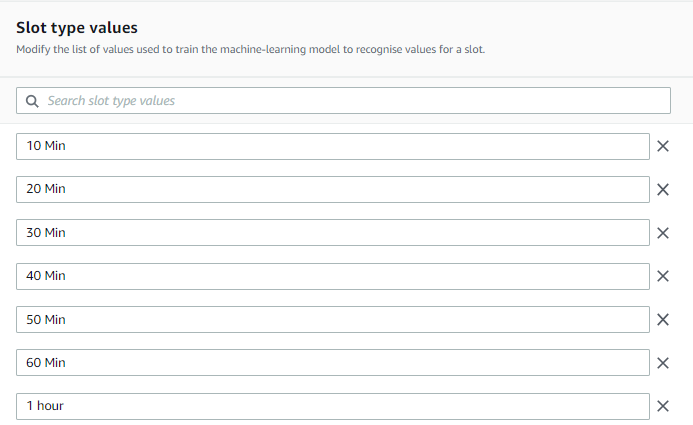 Slot type values
Modify the list of values used to train the machine-learning model to recognise values for a slot.
Search slot type values
10 Min
20 Min
30 Min
40 Min
50 Min
60 Min
1 hour